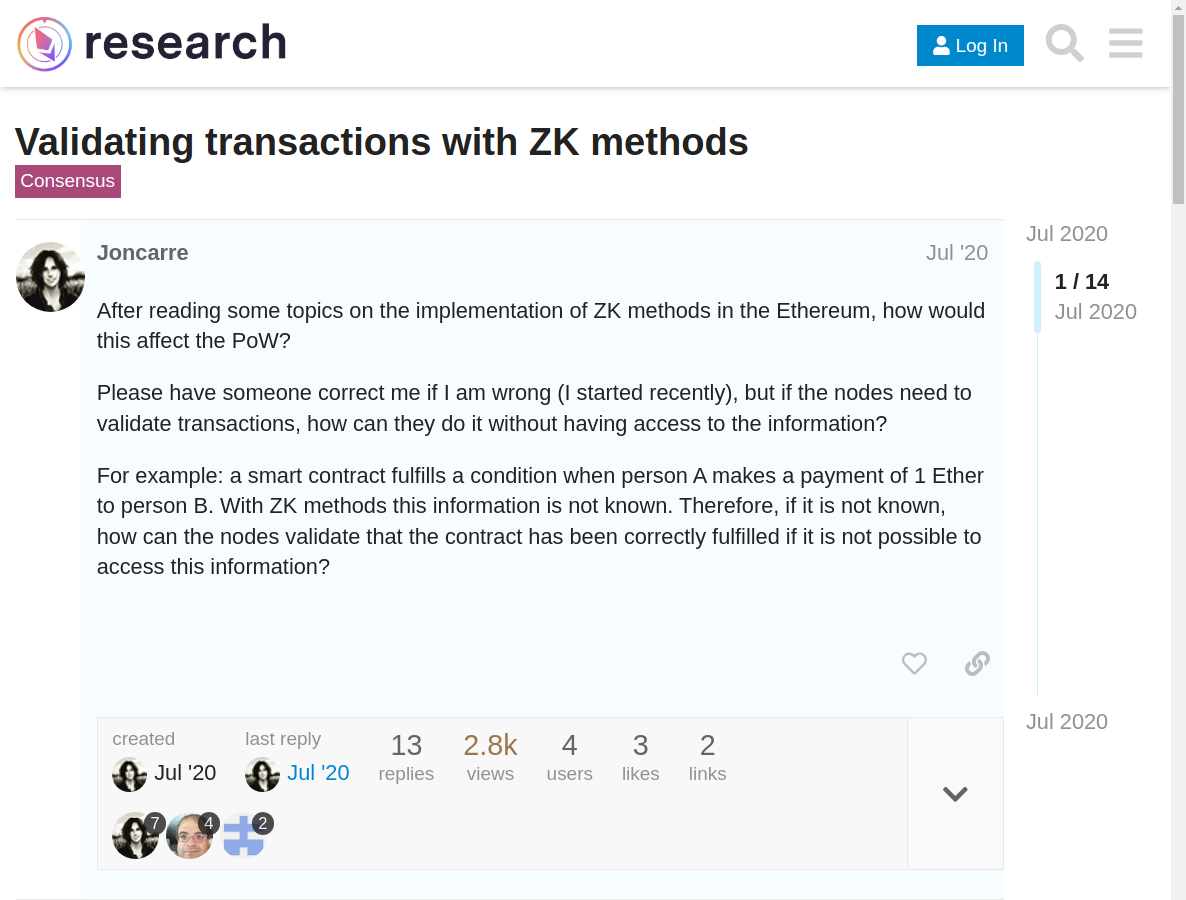 research
Log In
Validating transactions with ZK methods
Consensus
Joncarre
Jul '20
After reading some topics on the implementation of ZK methods in the Ethereum, how would
this affect the PoW?
Please have someone correct me if I am wrong (I started recently), but if the nodes need to
validate transactions, how can they do it without having access to the information?
For example: a smart contract fulfills a condition when person A makes a payment of 1 Ether
to person B. With ZK methods this information is not known. Therefore, if it is not known,
how can the nodes validate that the contract has been correctly fulfilled if it is not possible to
access this information?
Jul 2020
1 / 14
Jul 2020
Jul 2020
created
Jul '20
last reply
Jul '20
13
replies
2.8k
views
4
users
3
likes
2
links
7
4
2